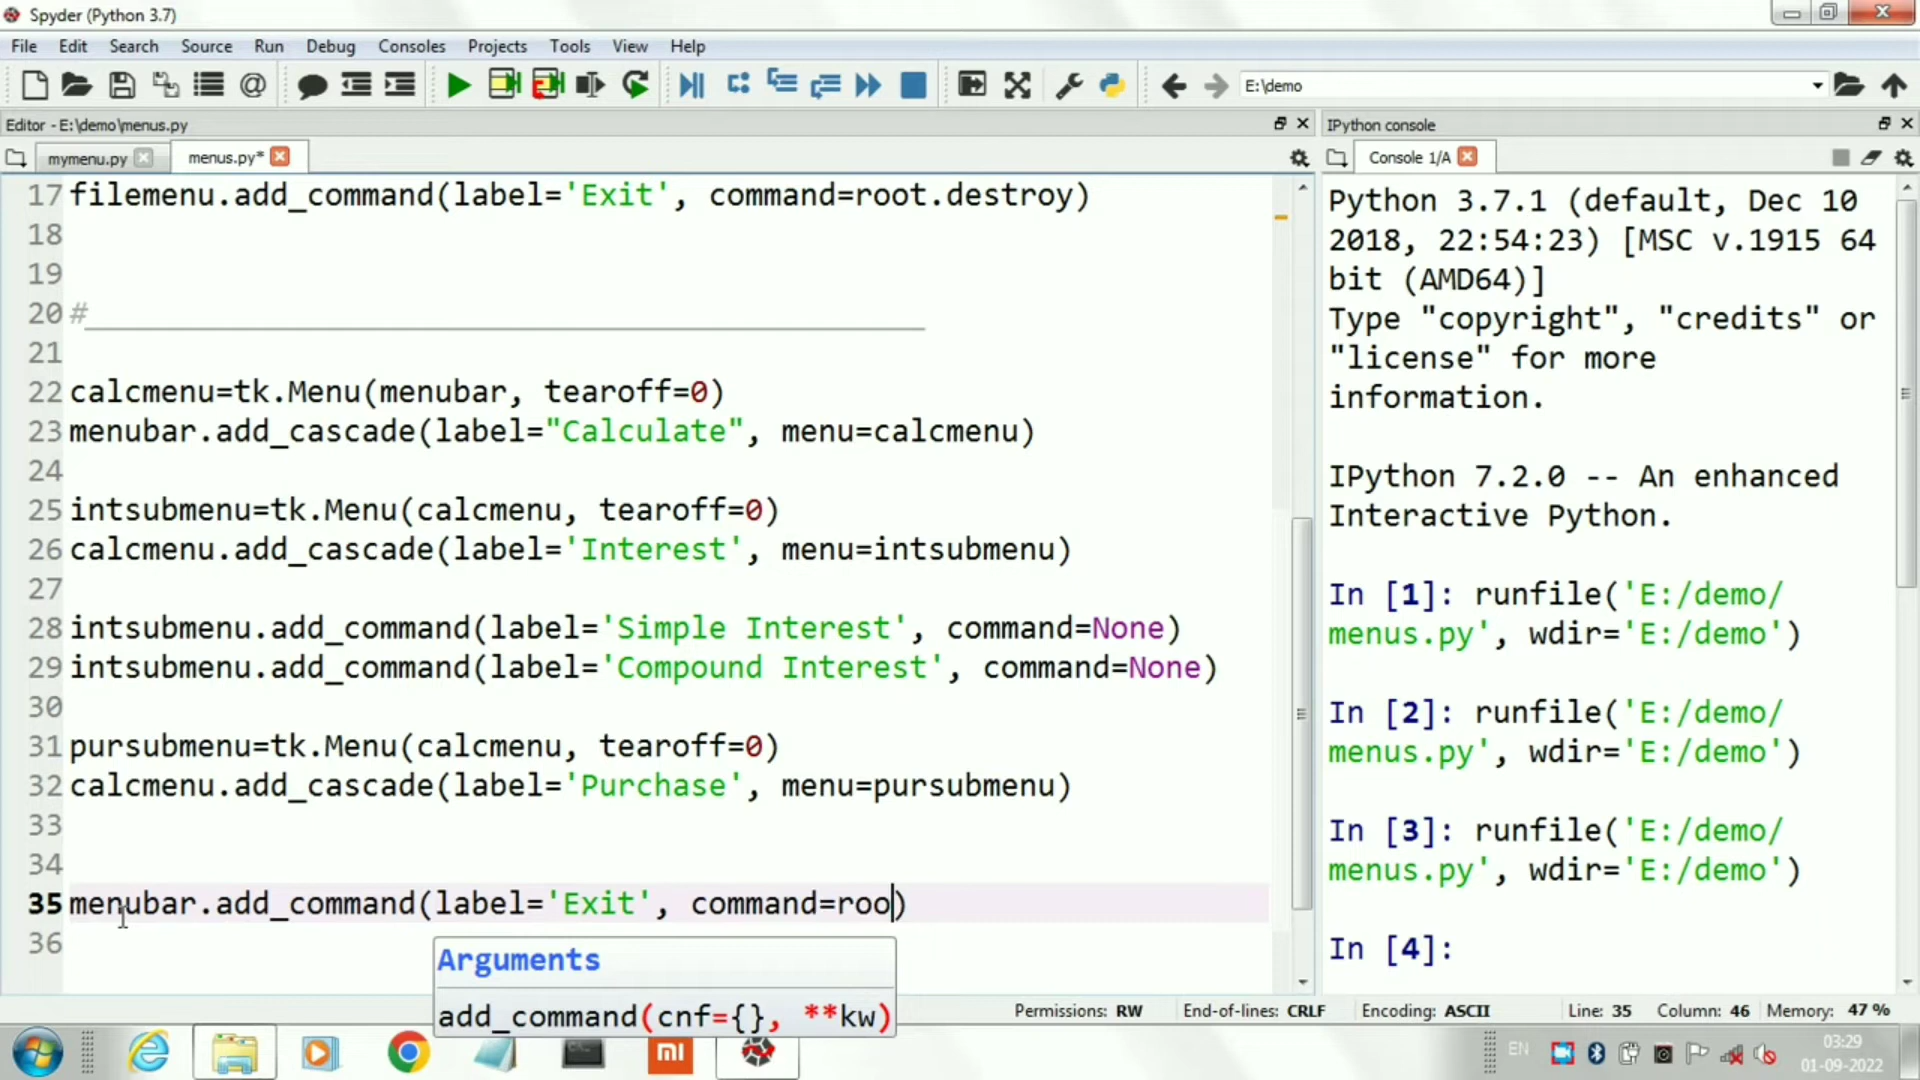 Spyder (Python 3.7)
File Edit Search Source Run Debug Consoles Projects Tools View Help
E:\demo
Editor - E:\demo\menus.py
mymenu.py menus.py*
17 filemenu.add_command(label='Exit', command=root.destroy)
18
19
20 #______________________________________________
21
22 calcmenu=tk.Menu(menubar, tearoff=0)
23 menubar.add_cascade(label="Calculate", menu=calcmenu)
24
25 intsubmenu=tk.Menu(calcmenu, tearoff=0)
26 calcmenu.add_cascade(label='Interest', menu=intsubmenu)
27
28 intsubmenu.add_command(label='Simple Interest', command=None)
29 intsubmenu.add_command(label='Compound Interest', command=None)
30
31 pursubmenu=tk.Menu(calcmenu, tearoff=0)
32 calcmenu.add_cascade(label='Purchase', menu=pursubmenu)
33
34
35 menubar.add_command(label='Exit', command=roo)
36
Arguments
add_command(cnf={}, **kw)
IPython console
Console 1/A
Python 3.7.1 (default, Dec 10
2018, 22:54:23) [MSC v.1915 64
bit (AMD64)]
Type "copyright", "credits" or
"license" for more
information.
IPython 7.2.0 -- An enhanced
Interactive Python.
In [1]: runfile('E:/demo/
menus.py', wdir='E:/demo')
In [2]: runfile('E:/demo/
menus.py', wdir='E:/demo')
In [3]: runfile('E:/demo/
menus.py', wdir='E:/demo')
In [4]:
Permissions: RW End-of-lines: CRLF Encoding: ASCII Line: 35 Column: 46 Memory: 47 %
mi
EN
03:29
01-09-2022